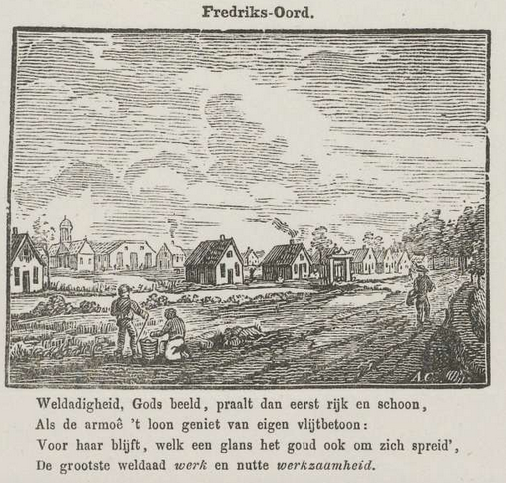 Fredriks-Oord.
A C.
Weldadigheid, Gods beeld, praalt dan eerst rijk en schoon,
Als de armoê 't loon geniet van eigen vlijtbetoon:
Voor haar blijft, welk een glans het goud ook om zich spreid',
De grootste weldaad werk en nutte werkzaamheid.